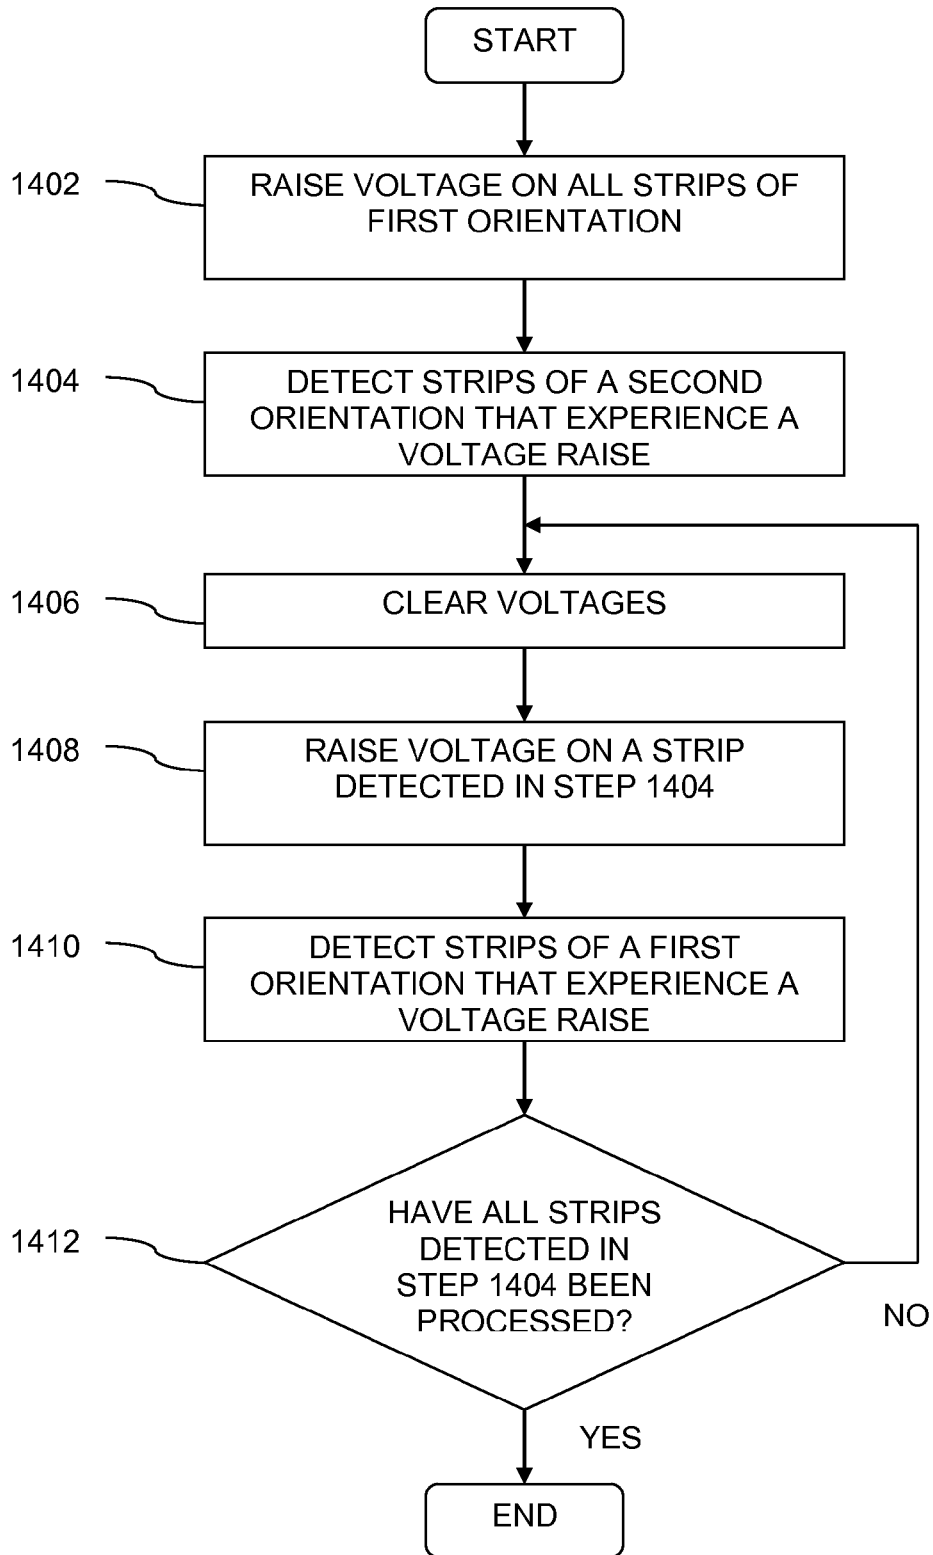 START
1402
RAISE VOLTAGE ON ALL STRIPS OF
FIRST ORIENTATION
1404
DETECT STRIPS OF A SECOND
ORIENTATION THAT EXPERIENCE A
VOLTAGE RAISE
1406
CLEAR VOLTAGES
1408
RAISE VOLTAGE ON A STRIP
DETECTED IN STEP 1404
1410
DETECT STRIPS OF A FIRST
ORIENTATION THAT EXPERIENCE A
VOLTAGE RAISE
1412
HAVE ALL STRIPS
DETECTED IN
STEP 1404 BEEN
PROCESSED?
NO
YES
END